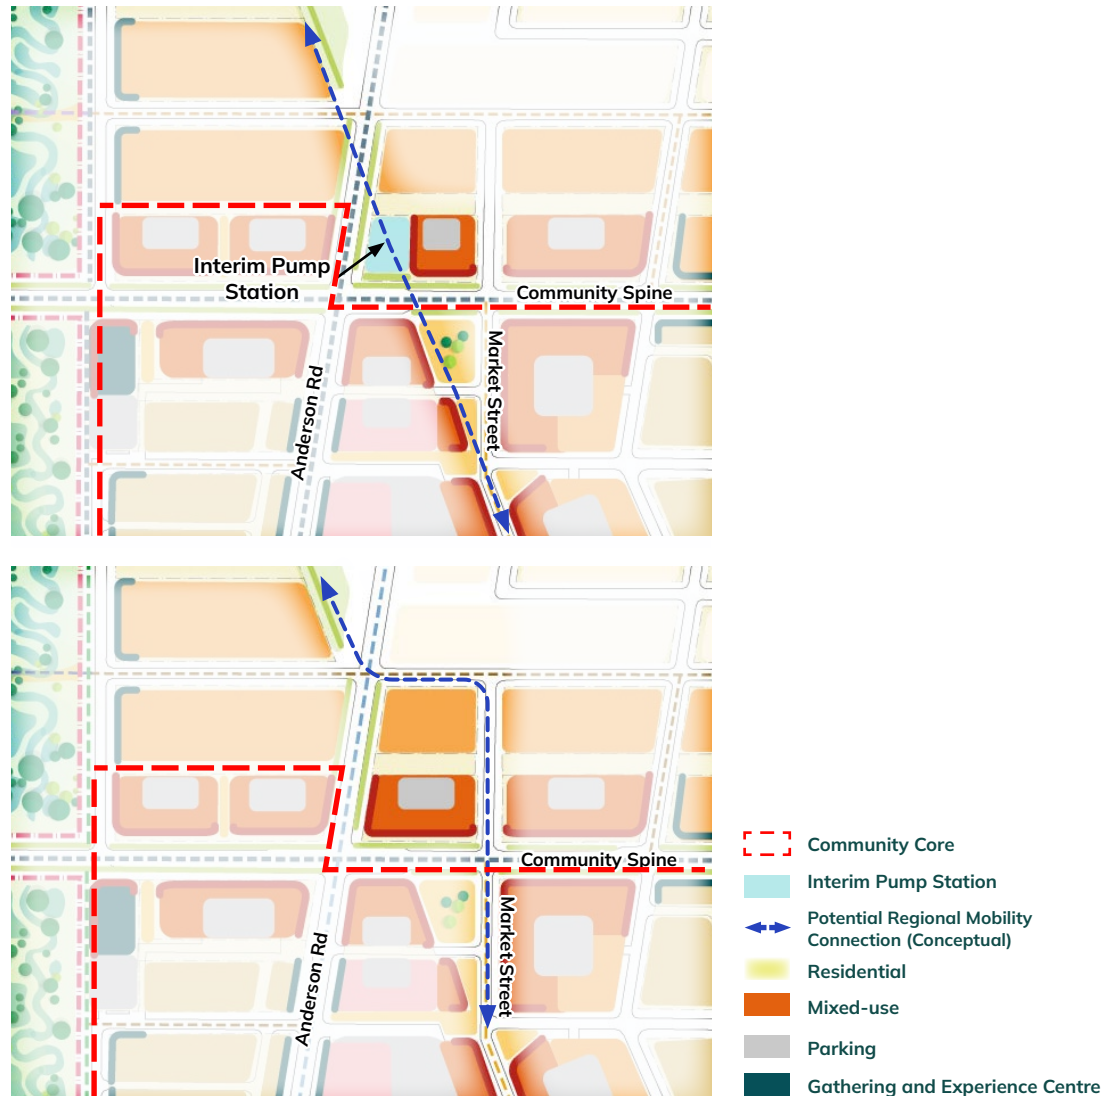 Interim Pump
Station
Community Spine
Market Street
Anderson Rd
Community Spine
Market Street
Anderson Rd
Community Core
Interim Pump Station
Potential Regional Mobility
Connection (Conceptual)
Residential
Mixed-use
Parking
Gathering and Experience Centre